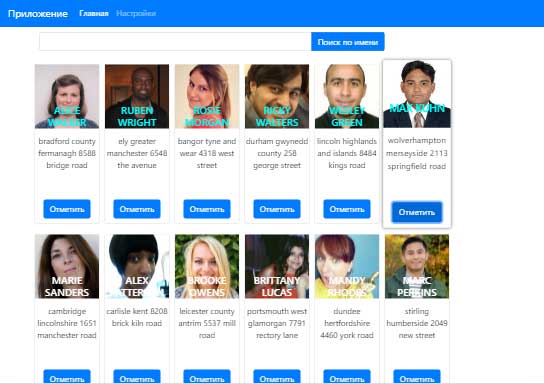 Приложение Главная Настройки
Поиск по имени
ALICE
WALKER
bradford county
fermanagh 8588
bridge road
Отметить
RUBEN
WRIGHT
ely greater
manchester 6548
the avenue
Отметить
ROSIE
MORGAN
bangor tyne and
wear 4318 west
street
Отметить
RICKY
WALTERS
durham gwynedd
county 258
george street
Отметить
WESLEY
GREEN
lincoln highlands
and islands 8484
kings road
Отметить
MAX KUHN
wolverhampton
merseyside 2113
springfield road
Отметить
MARIE
SANDERS
cambridge
lincolnshire 1651
manchester road
Отметить
ALEX
carlisle kent 8208
brick kiln road
Отметить
BROOKE
OWENS
leicester county
antrim 5537 mill
road
Отметить
BRITTANY
LUCAS
portsmouth west
glamorgan 7791
rectory lane
Отметить
MANDY
RHODES
dundee
hertfordshire
4460 york road
Отметить
MARC
PERKINS
stirling
humberside 2049
new street
Отметить